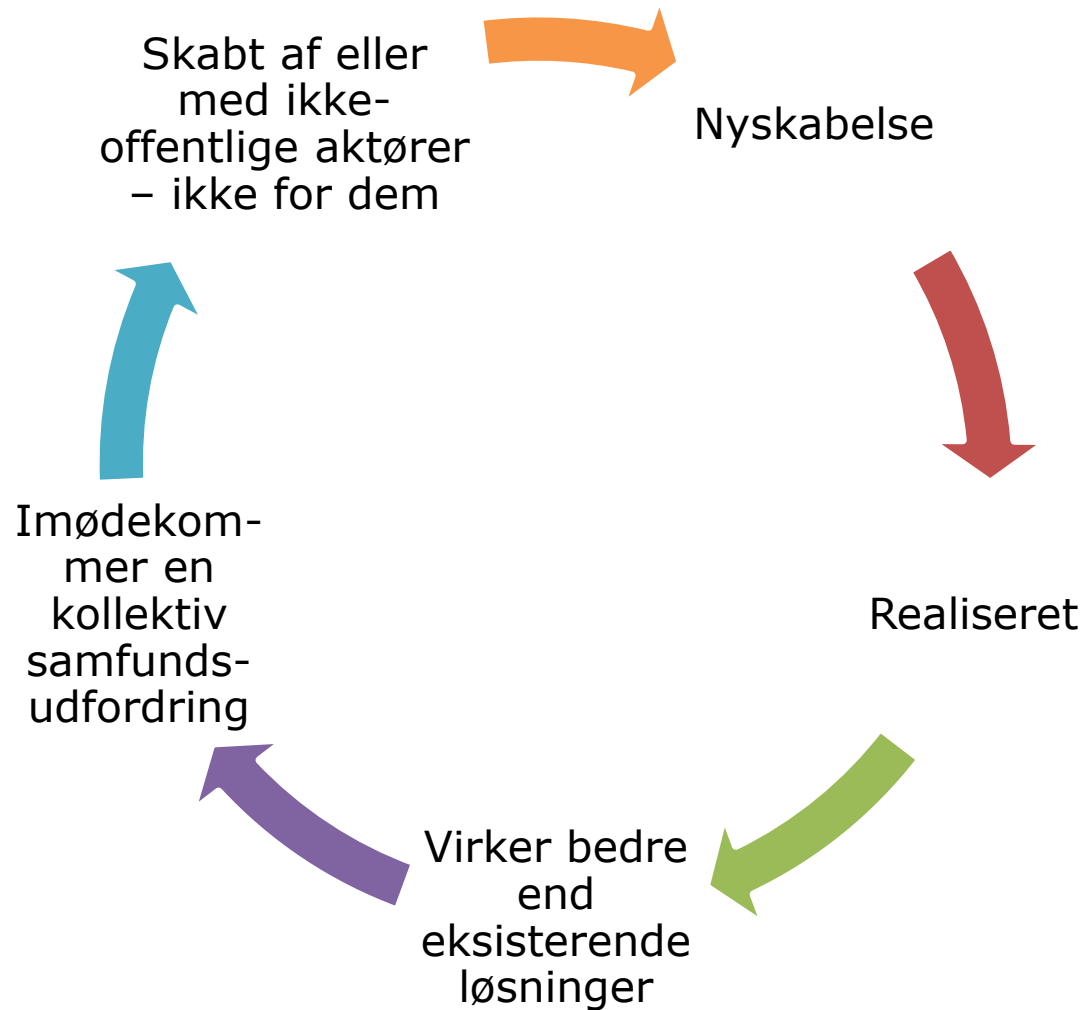 Skabt af eller
med ikke-
offentlige aktører
– ikke for dem
Nyskabelse
Realiseret
Virker bedre
end
eksisterende
løsninger
Imødekom-
mer en
kollektiv
samfunds-
udfordring